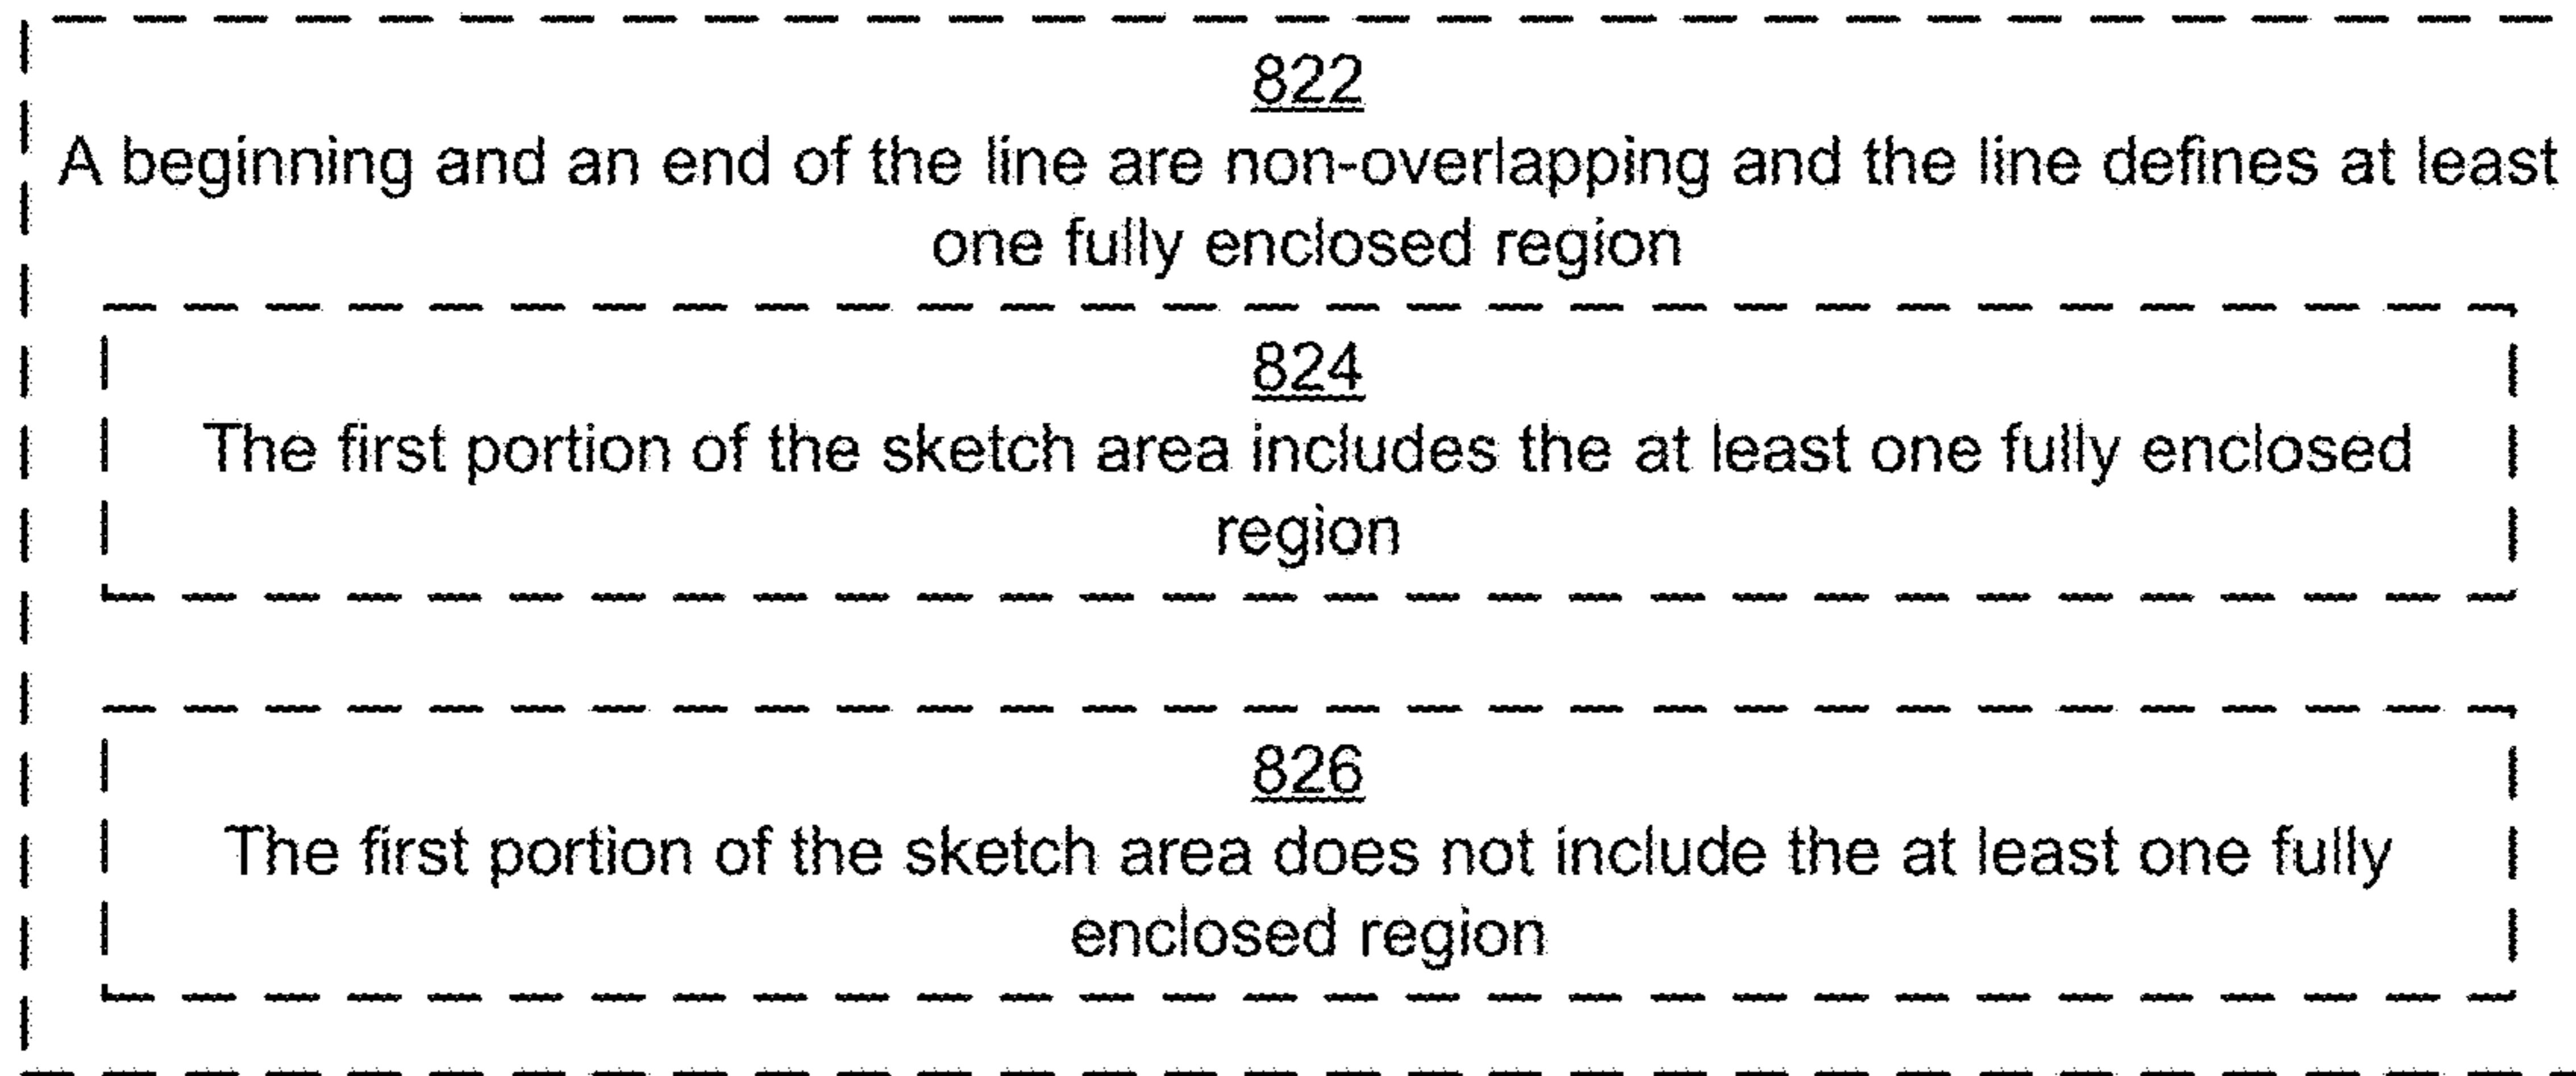 822
A beginning and an end of the line are non-overlapping and the line defines at least
one fully enclosed region
824
The first portion of the sketch area includes the at least one fully enclosed
region
826
The first portion of the sketch area does not include the at least one fully
enclosed region